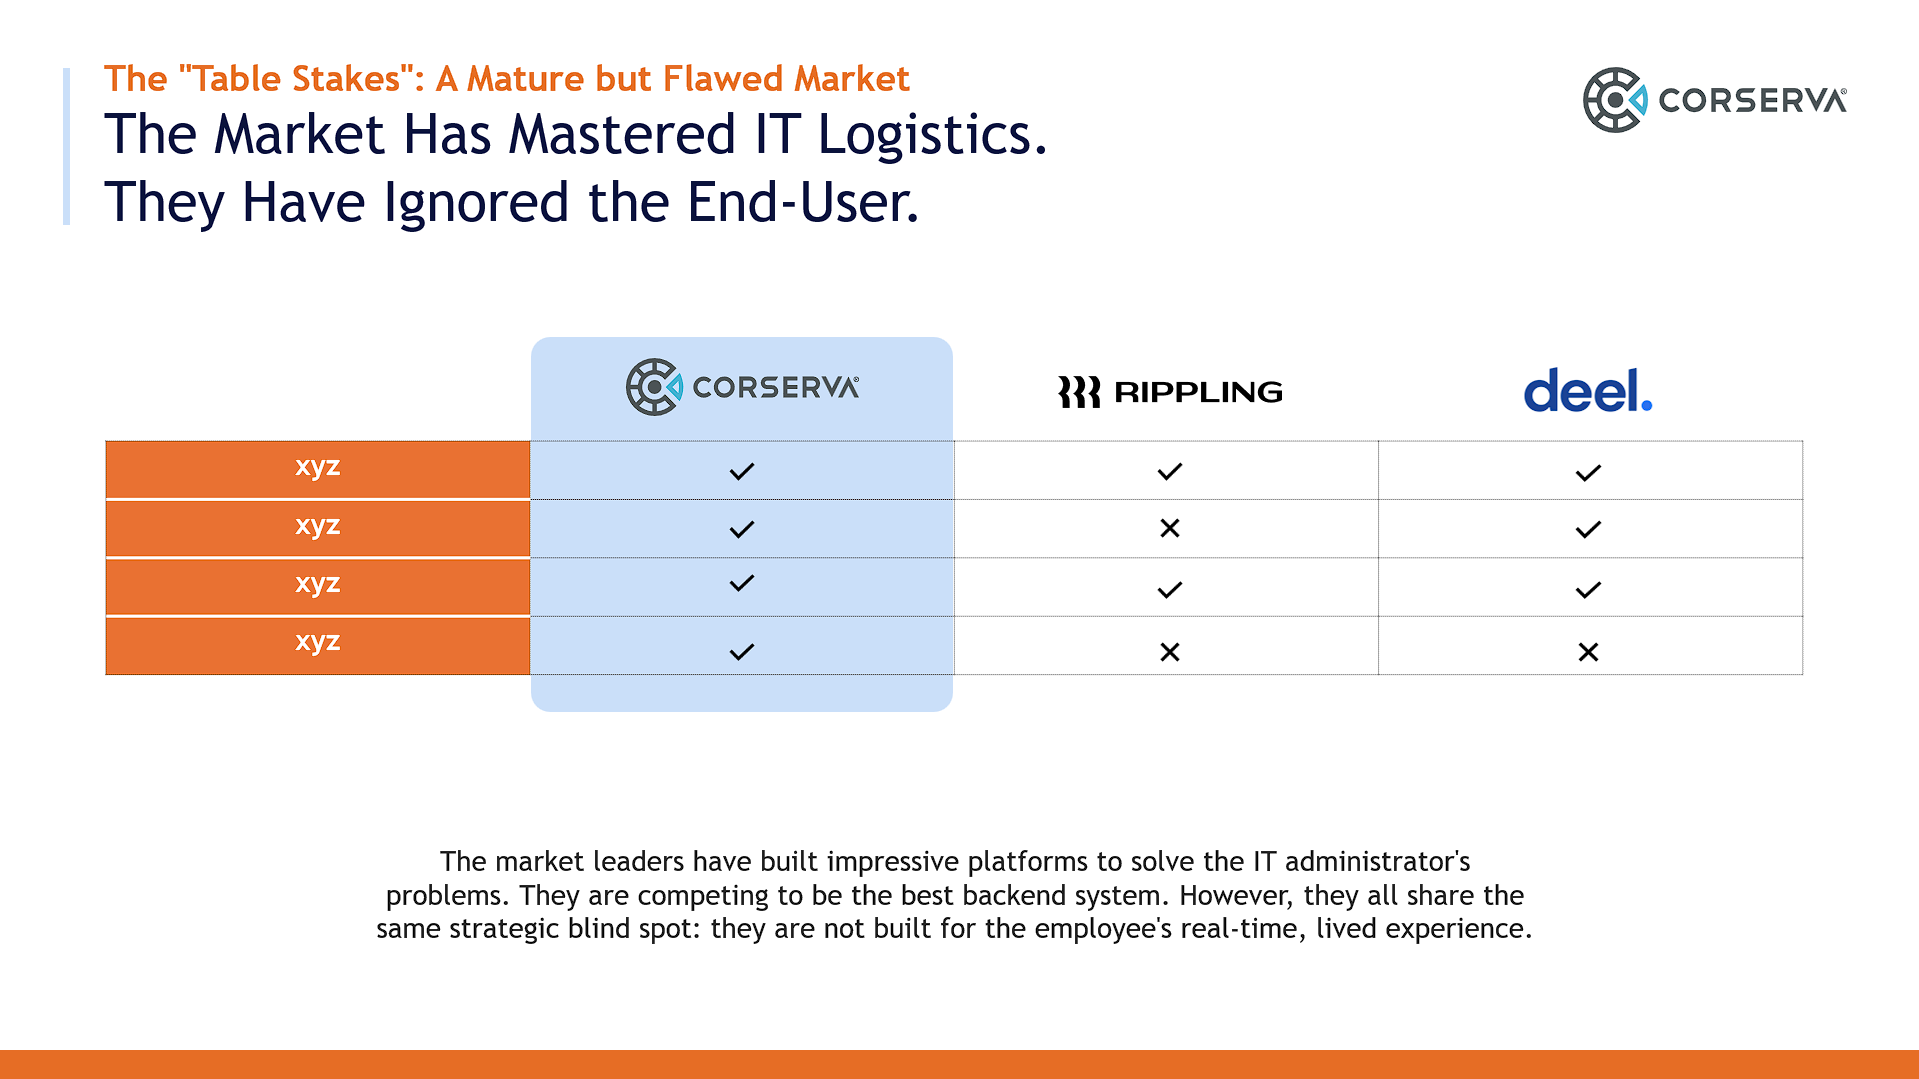 The "Table Stakes": A Mature but Flawed Market
The Market Has Mastered IT Logistics.
They Have Ignored the End-User.
CORSERVA®
CORSERVA®
RIPPLING
deel.
xyz
xyz
xyz
xyz
The market leaders have built impressive platforms to solve the IT administrator's
problems. They are competing to be the best backend system. However, they all share the
same strategic blind spot: they are not built for the employee's real-time, lived experience.